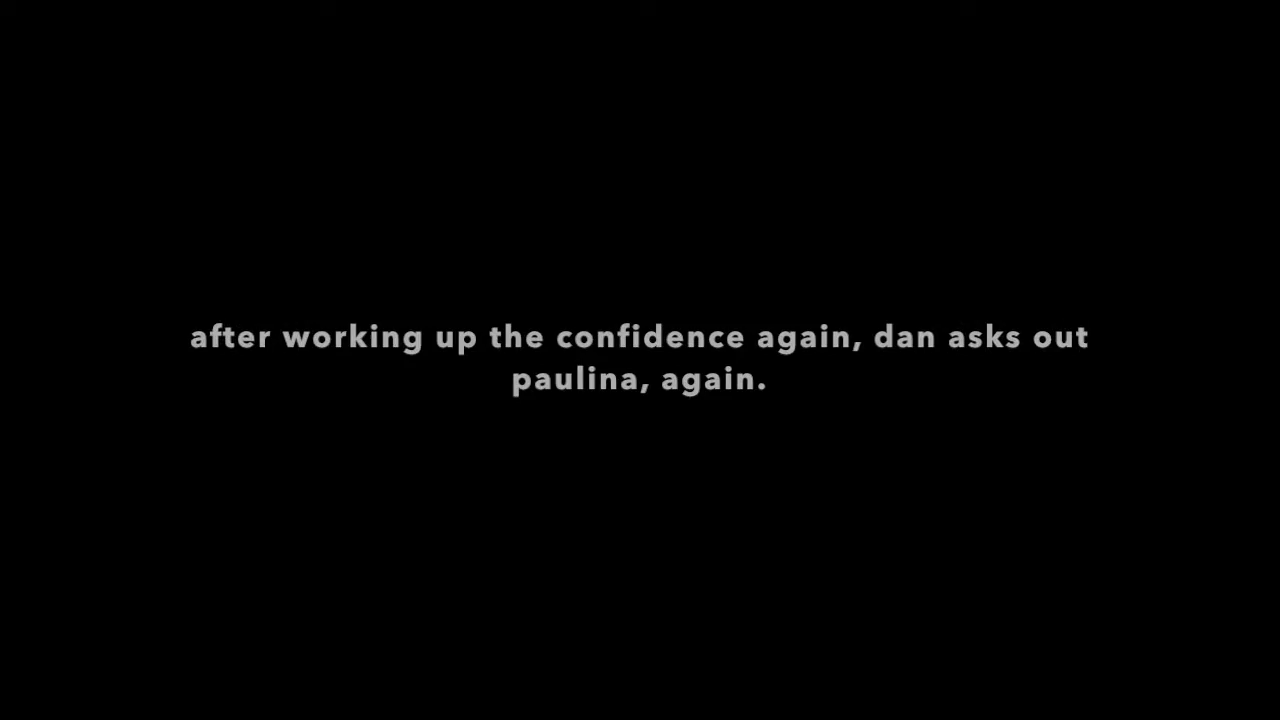 after working up the confidence again, dan asks out
paulina, again.